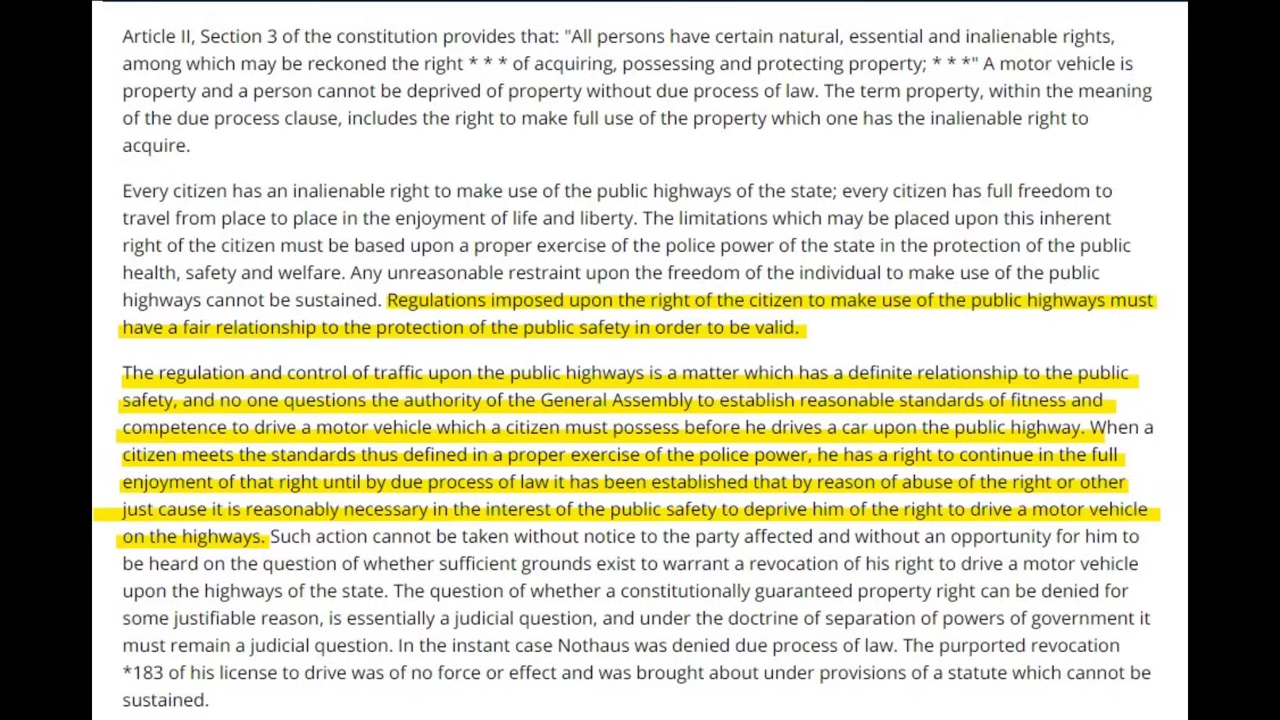 Article II, Section 3 of the constitution provides that: "All persons have certain natural, essential and inalienable rights,
among which may be reckoned the right * * * of acquiring, possessing and protecting property; * * *" A motor vehicle is
property and a person cannot be deprived of property without due process of law. The term property, within the meaning
of the due process clause, includes the right to make full use of the property which one has the inalienable right to
acquire.
Every citizen has an inalienable right to make use of the public highways of the state; every citizen has full freedom to
travel from place to place in the enjoyment of life and liberty. The limitations which may be placed upon this inherent
right of the citizen must be based upon a proper exercise of the police power of the state in the protection of the public
health, safety and welfare. Any unreasonable restraint upon the freedom of the individual to make use of the public
highways cannot be sustained. Regulations imposed upon the right of the citizen to make use of the public highways must
have a fair relationship to the protection of the public safety in order to be valid.
The regulation and control of traffic upon the public highways is a matter which has a definite relationship to the public
safety, and no one questions the authority of the General Assembly to establish reasonable standards of fitness and
competence to drive a motor vehicle which a citizen must possess before he drives a car upon the public highway. When a
citizen meets the standards thus defined in a proper exercise of the police power, he has a right to continue in the full
enjoyment of that right until by due process of law it has been established that by reason of abuse of the right or other
just cause it is reasonably necessary in the interest of the public safety to deprive him of the right to drive a motor vehicle
on the highways. Such action cannot be taken without notice to the party affected and without an opportunity for him to
be heard on the question of whether sufficient grounds exist to warrant a revocation of his right to drive a motor vehicle
upon the highways of the state. The question of whether a constitutionally guaranteed property right can be denied for
some justifiable reason, is essentially a judicial question, and under the doctrine of separation of powers of government it
must remain a judicial question. In the instant case Nothaus was denied due process of law. The purported revocation
*183 of his license to drive was of no force or effect and was brought about under provisions of a statute which cannot be
sustained.